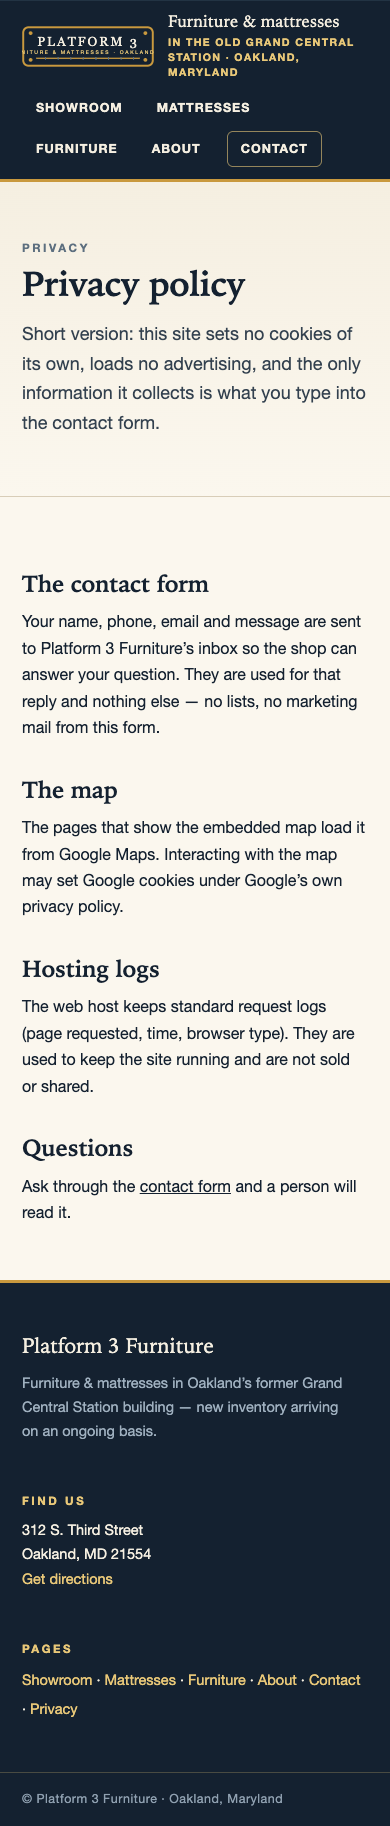 PLATFORM 3
FURNITURE & MATTRESSES · OAKLAND
Furniture & mattresses
IN THE OLD GRAND CENTRAL
STATION · OAKLAND,
MARYLAND
SHOWROOM MATTRESSES
FURNITURE ABOUT CONTACT
PRIVACY
Privacy policy
Short version: this site sets no cookies of
its own, loads no advertising, and the only
information it collects is what you type into
the contact form.
The contact form
Your name, phone, email and message are sent
to Platform 3 Furniture’s inbox so the shop can
answer your question. They are used for that
reply and nothing else — no lists, no marketing
mail from this form.
The map
The pages that show the embedded map load it
from Google Maps. Interacting with the map
may set Google cookies under Google’s own
privacy policy.
Hosting logs
The web host keeps standard request logs
(page requested, time, browser type). They are
used to keep the site running and are not sold
or shared.
Questions
Ask through the contact form and a person will
read it.
Platform 3 Furniture
Furniture & mattresses in Oakland’s former Grand
Central Station building — new inventory arriving
on an ongoing basis.
FIND US
312 S. Third Street
Oakland, MD 21554
Get directions
PAGES
Showroom · Mattresses · Furniture · About · Contact
· Privacy
© Platform 3 Furniture · Oakland, Maryland